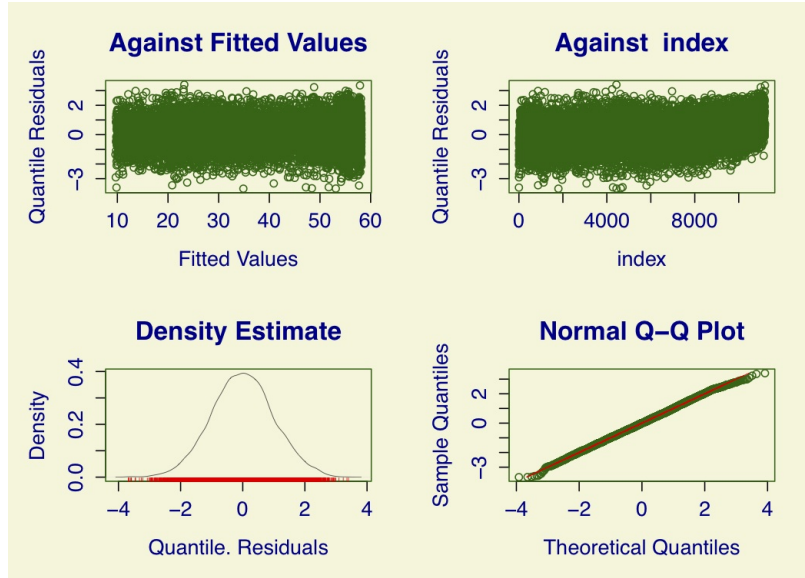 Against Fitted Values
Quantile Residuals
2
0
−3
10 20 30 40 50 60
Fitted Values
Against  index
Quantile Residuals
2
0
−3
0 4000 8000
index
Density Estimate
Density
0.4
0.2
0.0
−4 −2 0 2 4
Quantile. Residuals
Normal Q−Q Plot
Sample Quantiles
2
0
−3
−4 −2 0 2 4
Theoretical Quantiles